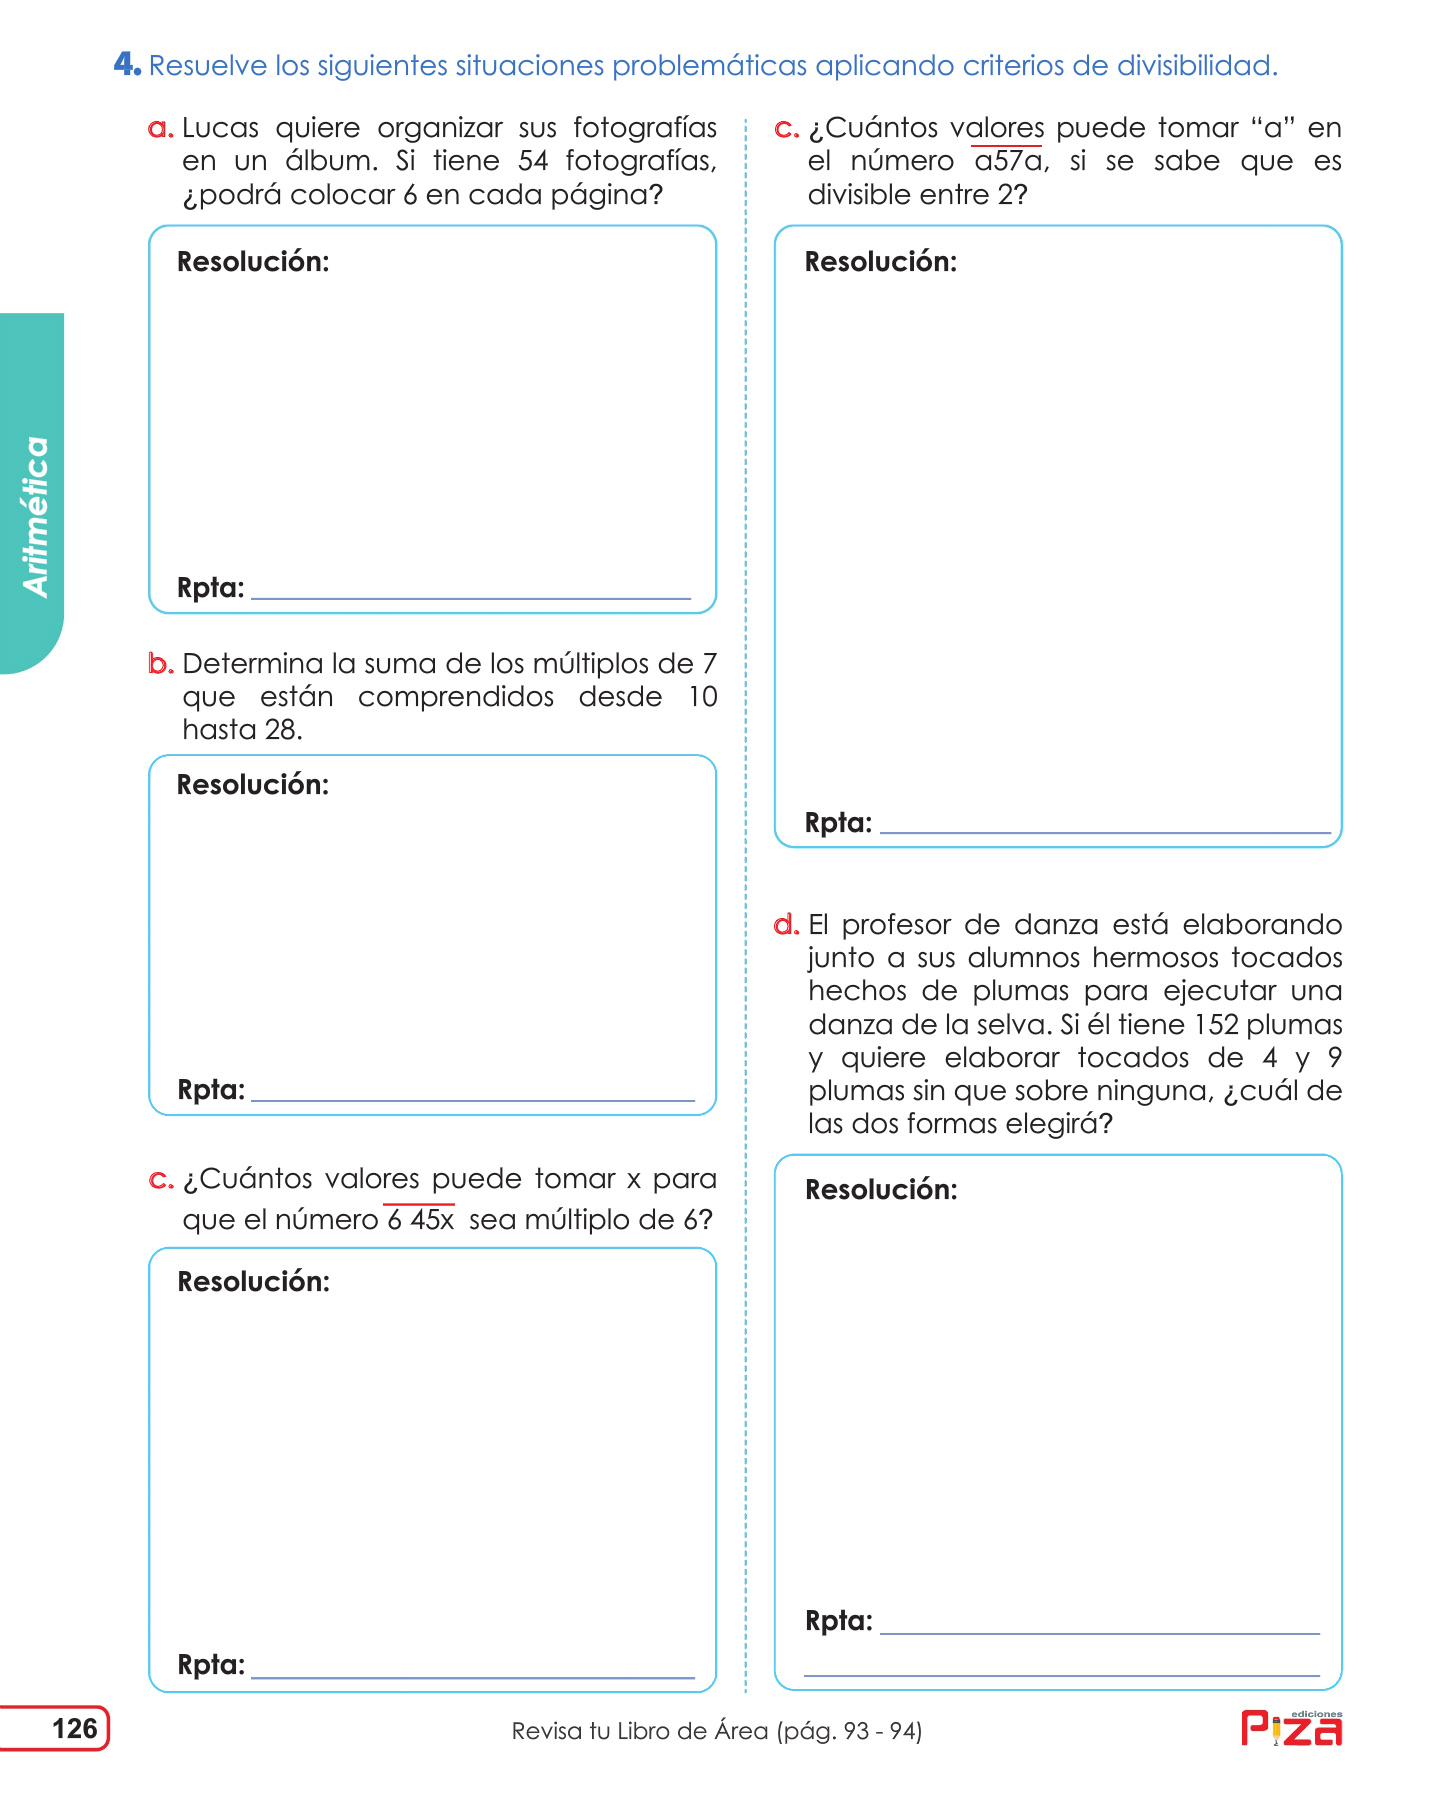 4. Resuelve los siguientes situaciones problemáticas aplicando criterios de divisibilidad.
a. Lucas quiere organizar sus fotografías
en un álbum. Si tiene 54 fotografías,
¿podrá colocar 6 en cada página?
Resolución:
Rpta:
b. Determina la suma de los múltiplos de 7
que están comprendidos desde 10
hasta 28.
Resolución:
Rpta:
c. ¿Cuántos valores puede tomar x para
que el número 6 45x sea múltiplo de 6?
Resolución:
Rpta:
c. ¿Cuántos valores puede tomar “a” en
el número a57a, si se sabe que es
divisible entre 2?
Resolución:
Rpta:
d. El profesor de danza está elaborando
junto a sus alumnos hermosos tocados
hechos de plumas para ejecutar una
danza de la selva. Si él tiene 152 plumas
y quiere elaborar tocados de 4 y 9
plumas sin que sobre ninguna, ¿cuál de
las dos formas elegirá?
Resolución:
Rpta:
Aritmética
126
Revisa tu Libro de Área (pág. 93 - 94)
ediciones
Piza